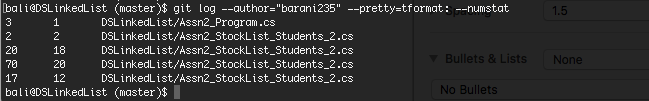 [bali@DSLinkedList (master)$ git log --author="barani235" --pretty=tformat: --numstat
3 1 DSLinkedList/Assn2_Program.cs
2 2 DSLinkedList/Assn2_StockList_Students_2.cs
20 18 DSLinkedList/Assn2_StockList_Students_2.cs
70 20 DSLinkedList/Assn2_StockList_Students_2.cs
17 12 DSLinkedList/Assn2_StockList_Students_2.cs
bali@DSLinkedList (master)$
Spacing 1.5
Bullets & Lists None
No Bullets